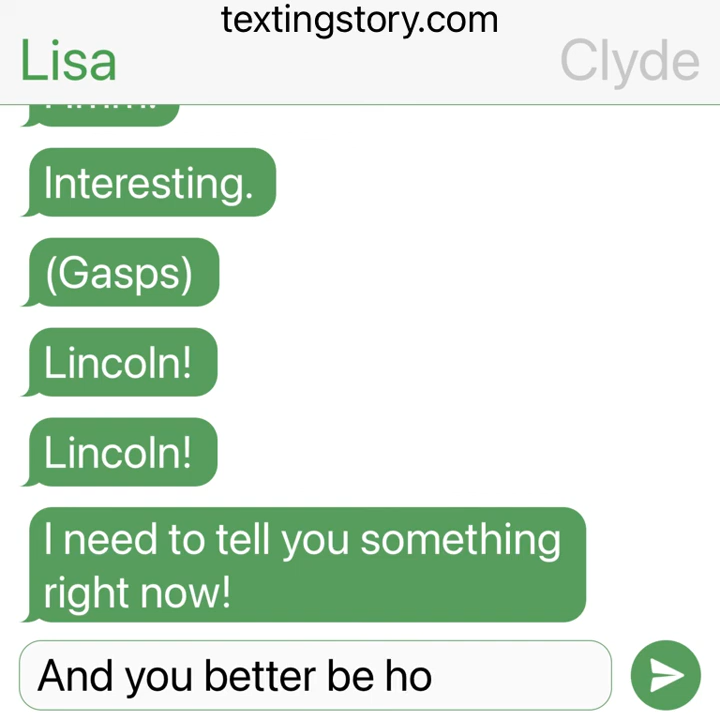 textingstory.com
Lisa
Clyde
Interesting.
(Gasps)
Lincoln!
Lincoln!
I need to tell you something
right now!
And you better be ho